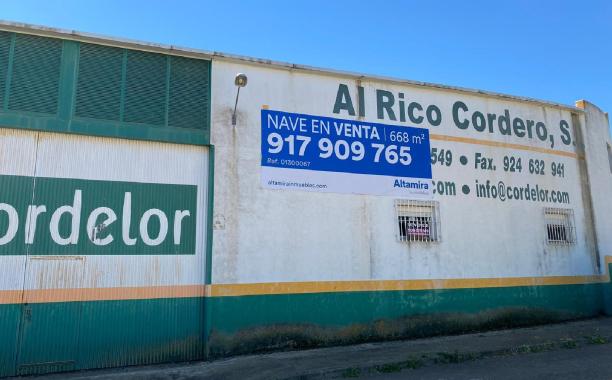 Al Rico Cordero, S.
NAVE EN VENTA | 668 m²
917 909 765
Ref. 01300067
altamirainmuebles.com
Altamira
549 • Fax. 924 632 941
.com • info@cordelor.com
ordelor